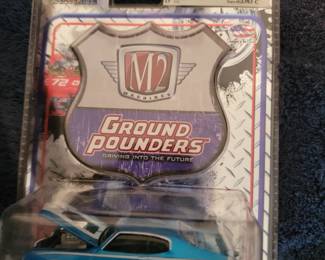 M2
MACHINES
72
GROUND
POUNDERS
DRIVING INTO THE FUTURE